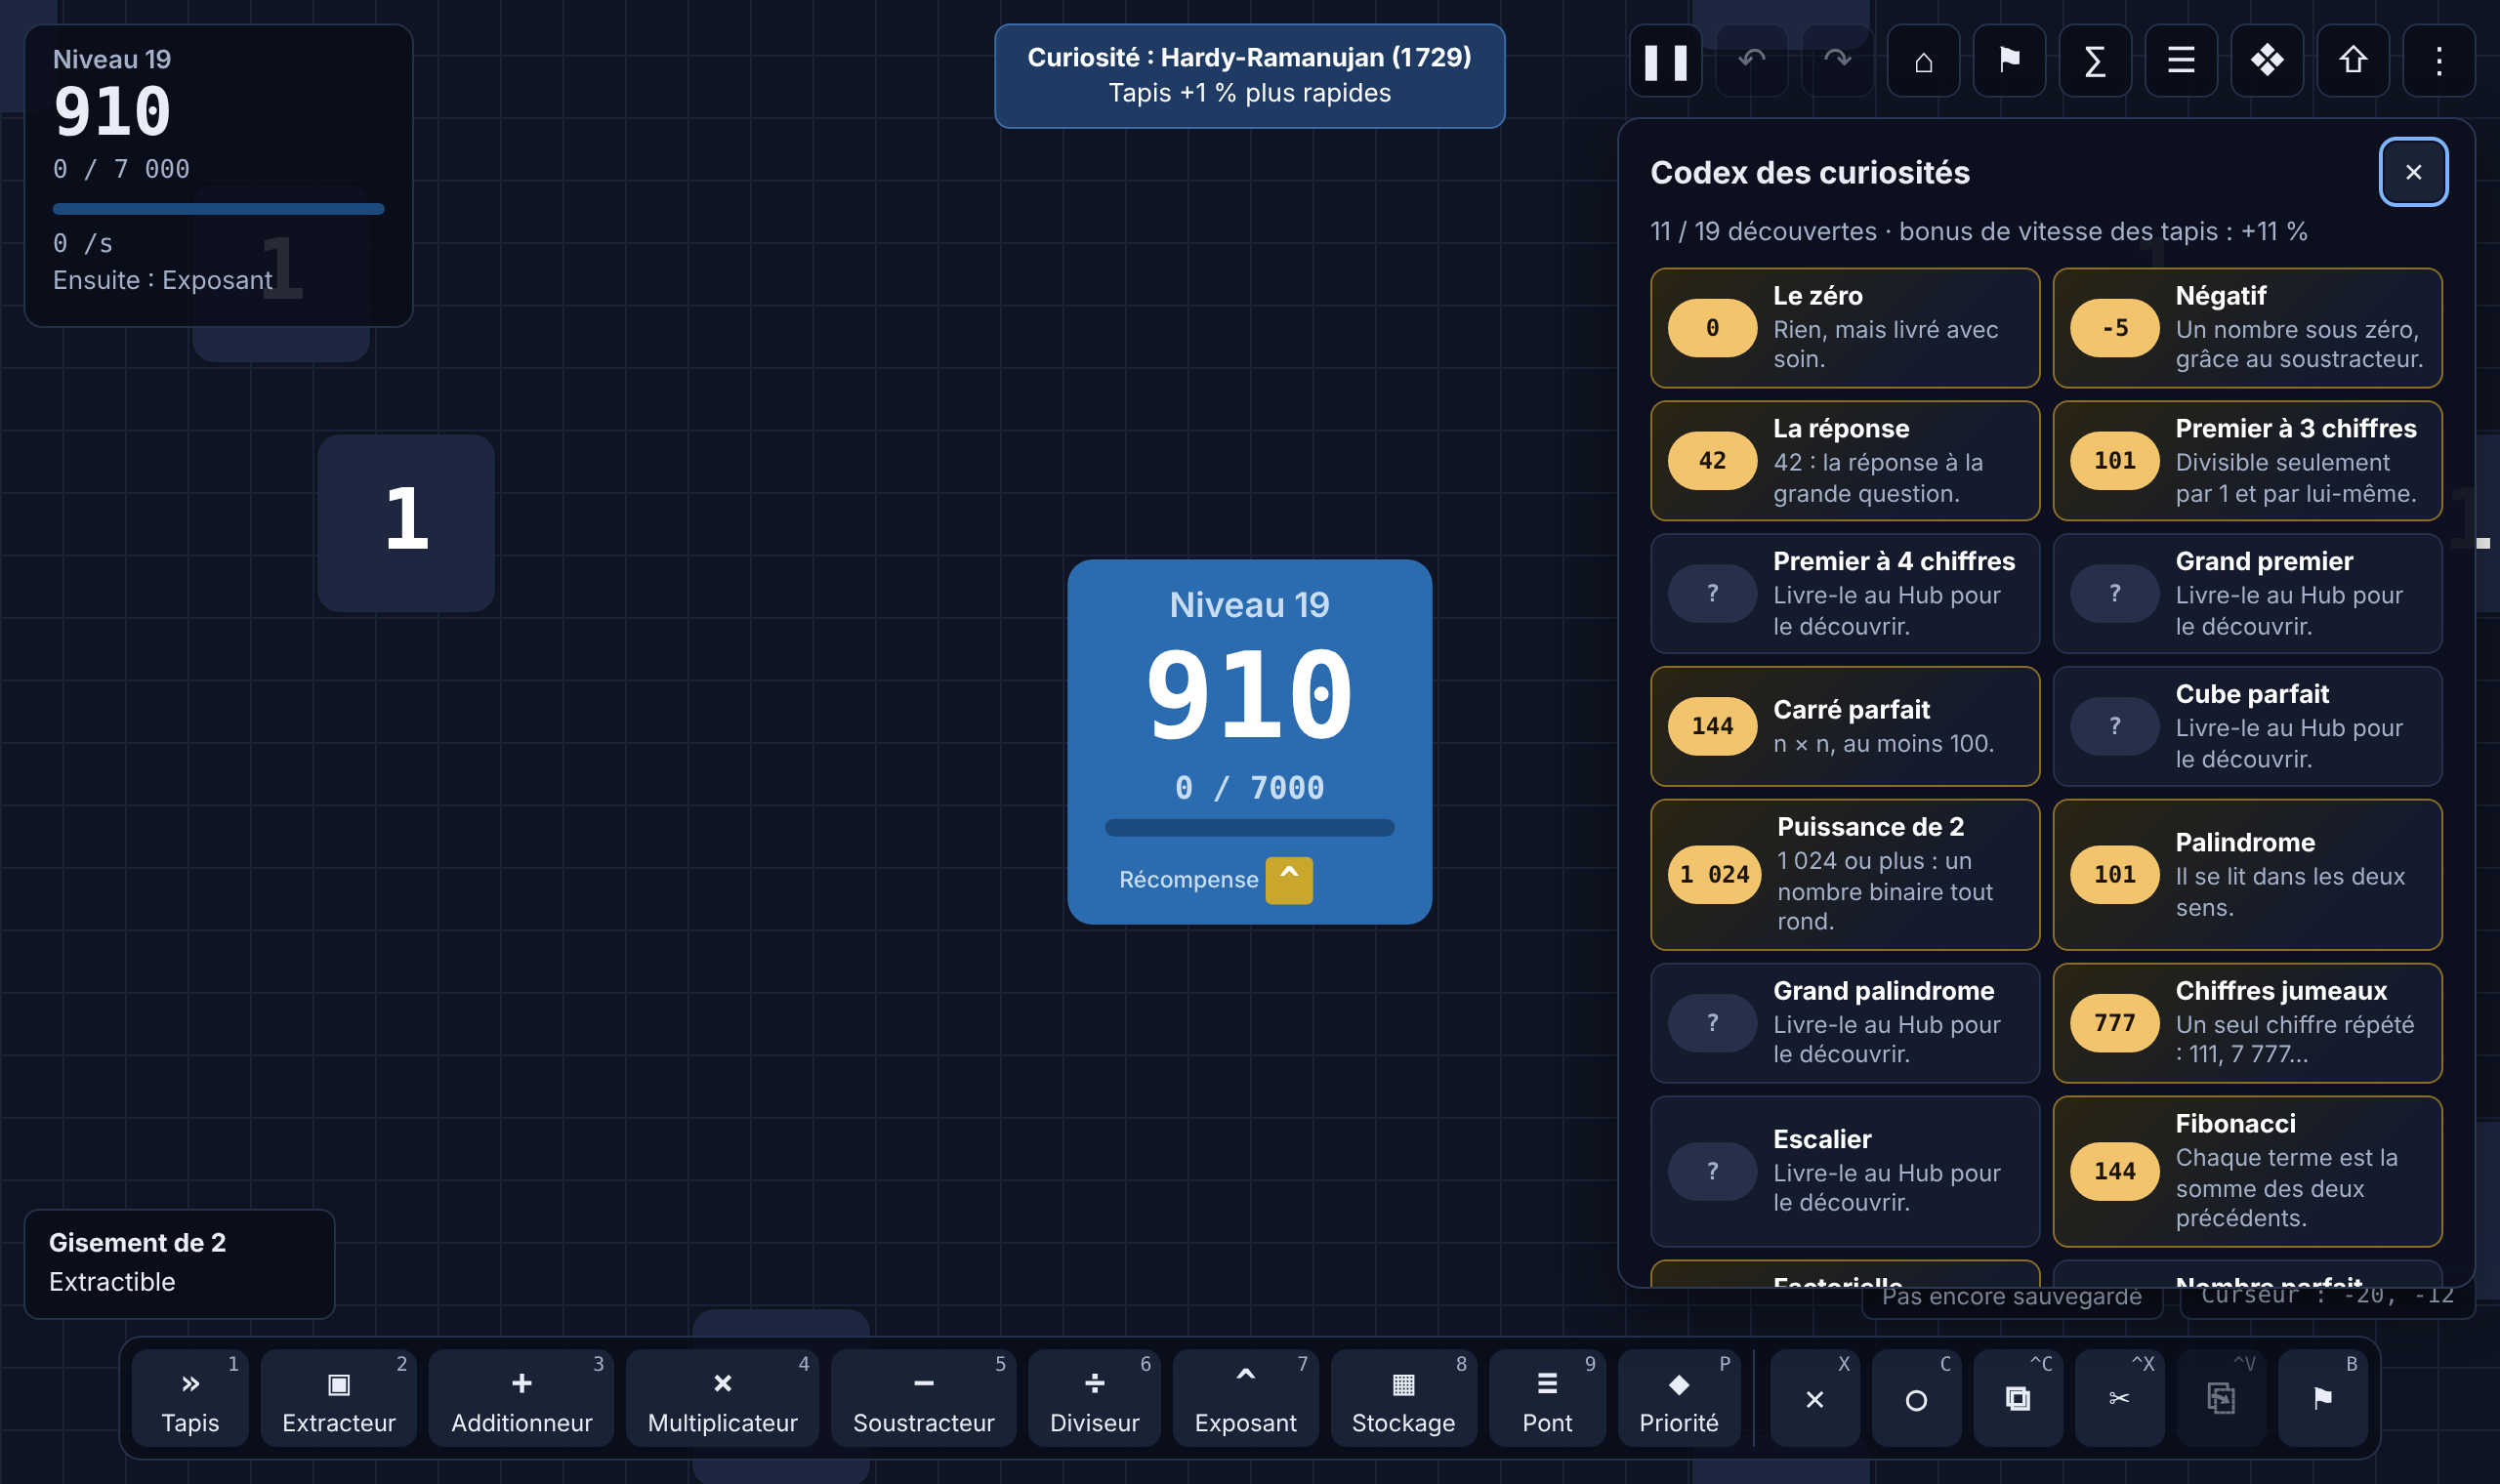 Niveau 19
910
0 / 7 000
0 /s
Ensuite : Exposant
1
Curiosité : Hardy-Ramanujan (1 729)
Tapis +1 % plus rapides
Codex des curiosités
×
11 / 19 découvertes · bonus de vitesse des tapis : +11 %
0
Le zéro
Rien, mais livré avec
soin.
-5
Négatif
Un nombre sous zéro,
grâce au soustracteur.
42
La réponse
42 : la réponse à la
grande question.
101
Premier à 3 chiffres
Divisible seulement
par 1 et par lui-même.
?
Premier à 4 chiffres
Livre-le au Hub pour
le découvrir.
?
Grand premier
Livre-le au Hub pour
le découvrir.
144
Carré parfait
n × n, au moins 100.
?
Cube parfait
Livre-le au Hub pour
le découvrir.
1 024
Puissance de 2
1 024 ou plus : un
nombre binaire tout
rond.
101
Palindrome
Il se lit dans les deux
sens.
?
Grand palindrome
Livre-le au Hub pour
le découvrir.
777
Chiffres jumeaux
Un seul chiffre répété
: 111, 7 777…
?
Escalier
Livre-le au Hub pour
le découvrir.
144
Fibonacci
Chaque terme est la
somme des deux
précédents.
Factorielle
Nombre parfait
1
1
1
Niveau 19
910
0 / 7000
Récompense ^
Gisement de 2
Extractible
Pas encore sauvegardé
Curseur : -20, -12
» 1
Tapis
2
Extracteur
+ 3
Additionneur
× 4
Multiplicateur
− 5
Soustracteur
÷ 6
Diviseur
^ 7
Exposant
8
Stockage
9
Pont
P
Priorité
× X
C
^C
^X
^V
B